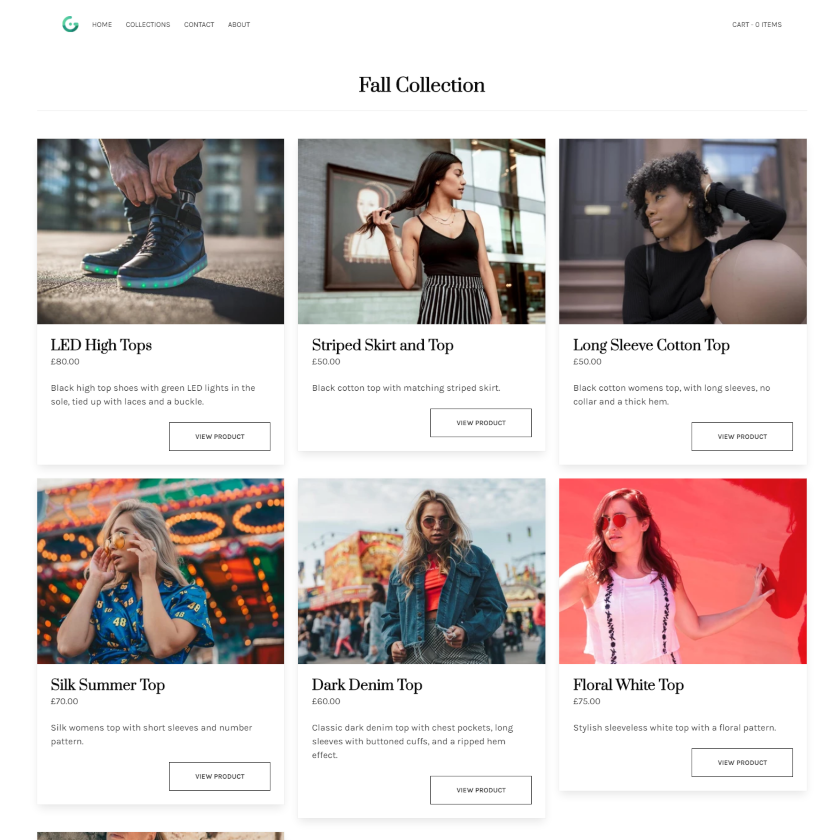 HOME COLLECTIONS CONTACT ABOUT CART - 0 ITEMS
Fall Collection
LED High Tops
£80.00
Black high top shoes with green LED lights in the
sole, tied up with laces and a buckle.
VIEW PRODUCT
Striped Skirt and Top
£50.00
Black cotton top with matching striped skirt.
VIEW PRODUCT
Long Sleeve Cotton Top
£50.00
Black cotton womens top, with long sleeves, no
collar and a thick hem.
VIEW PRODUCT
48
48
48
Silk Summer Top
£70.00
Silk womens top with short sleeves and number
pattern.
VIEW PRODUCT
Dark Denim Top
£60.00
Classic dark denim top with chest pockets, long
sleeves with buttoned cuffs, and a ripped hem
effect.
VIEW PRODUCT
Floral White Top
£75.00
Stylish sleeveless white top with a floral pattern.
VIEW PRODUCT